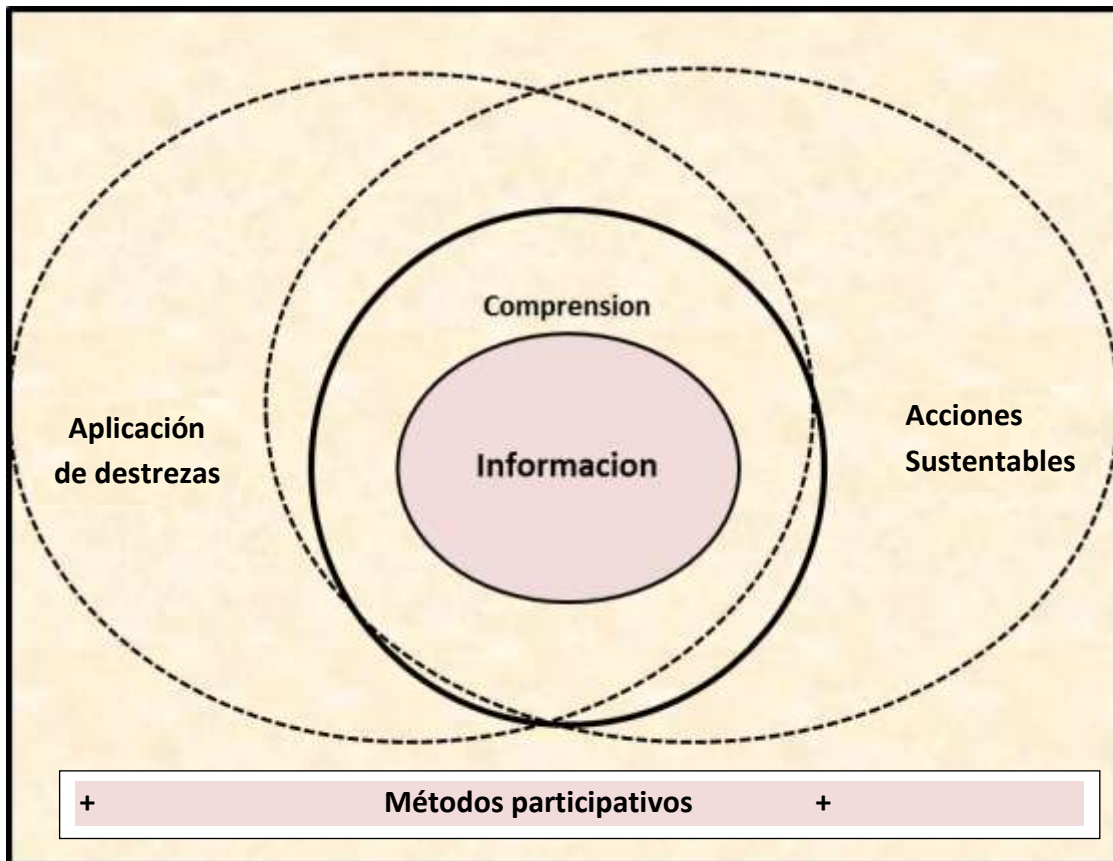 Comprension
Informacion
Aplicación
de destrezas
Acciones
Sustentables
+ Métodos participativos +